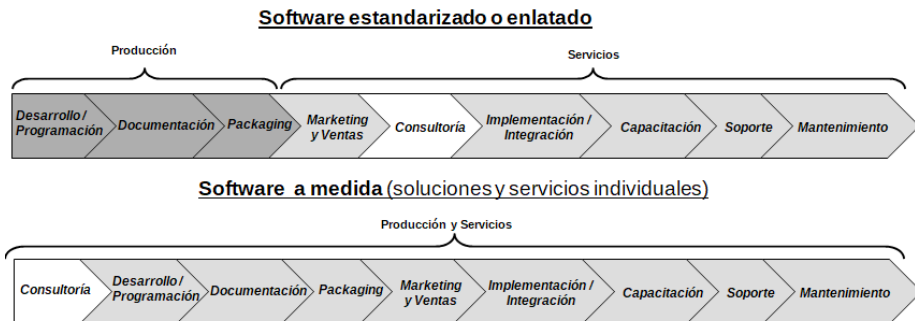 Software estandarizado o enlatado
Producción
Servicios
Desarrollo /
Programación
Documentación
Packaging
Marketing
y Ventas
Consultoría
Implementación /
Integración
Capacitación
Soporte
Mantenimiento
Software a medida (soluciones y servicios individuales)
Producción y Servicios
Consultoría
Desarrollo /
Programación
Documentación
Packaging
Marketing
y Ventas
Implementación /
Integración
Capacitación
Soporte
Mantenimiento